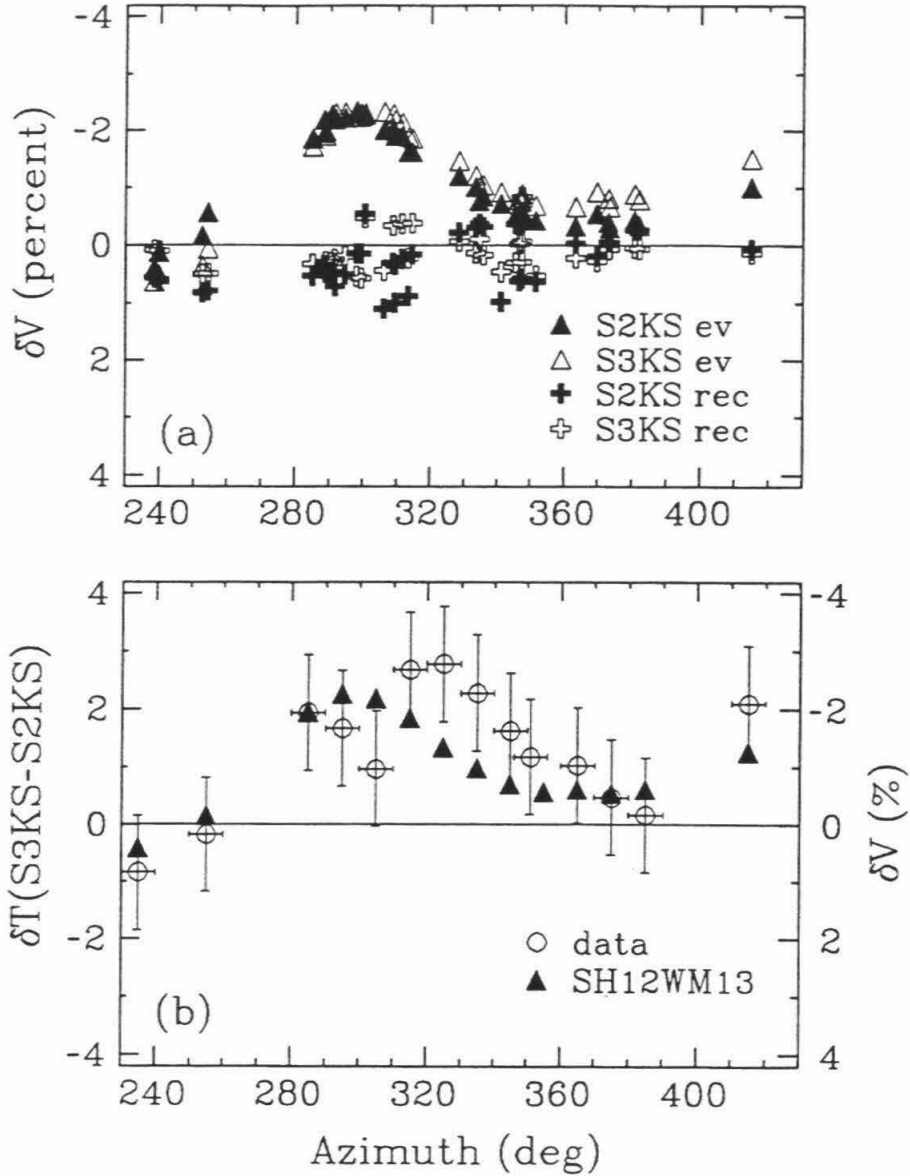 -4
-2
0
2
4
δV (percent)
S2KS ev
S3KS ev
S2KS rec
S3KS rec
(a)
240 280 320 360 400
4
2
0
-2
-4
δT(S3KS-S2KS)
-4
-2
0
2
4
δV (%)
data
SH12WM13
(b)
240 280 320 360 400
Azimuth (deg)